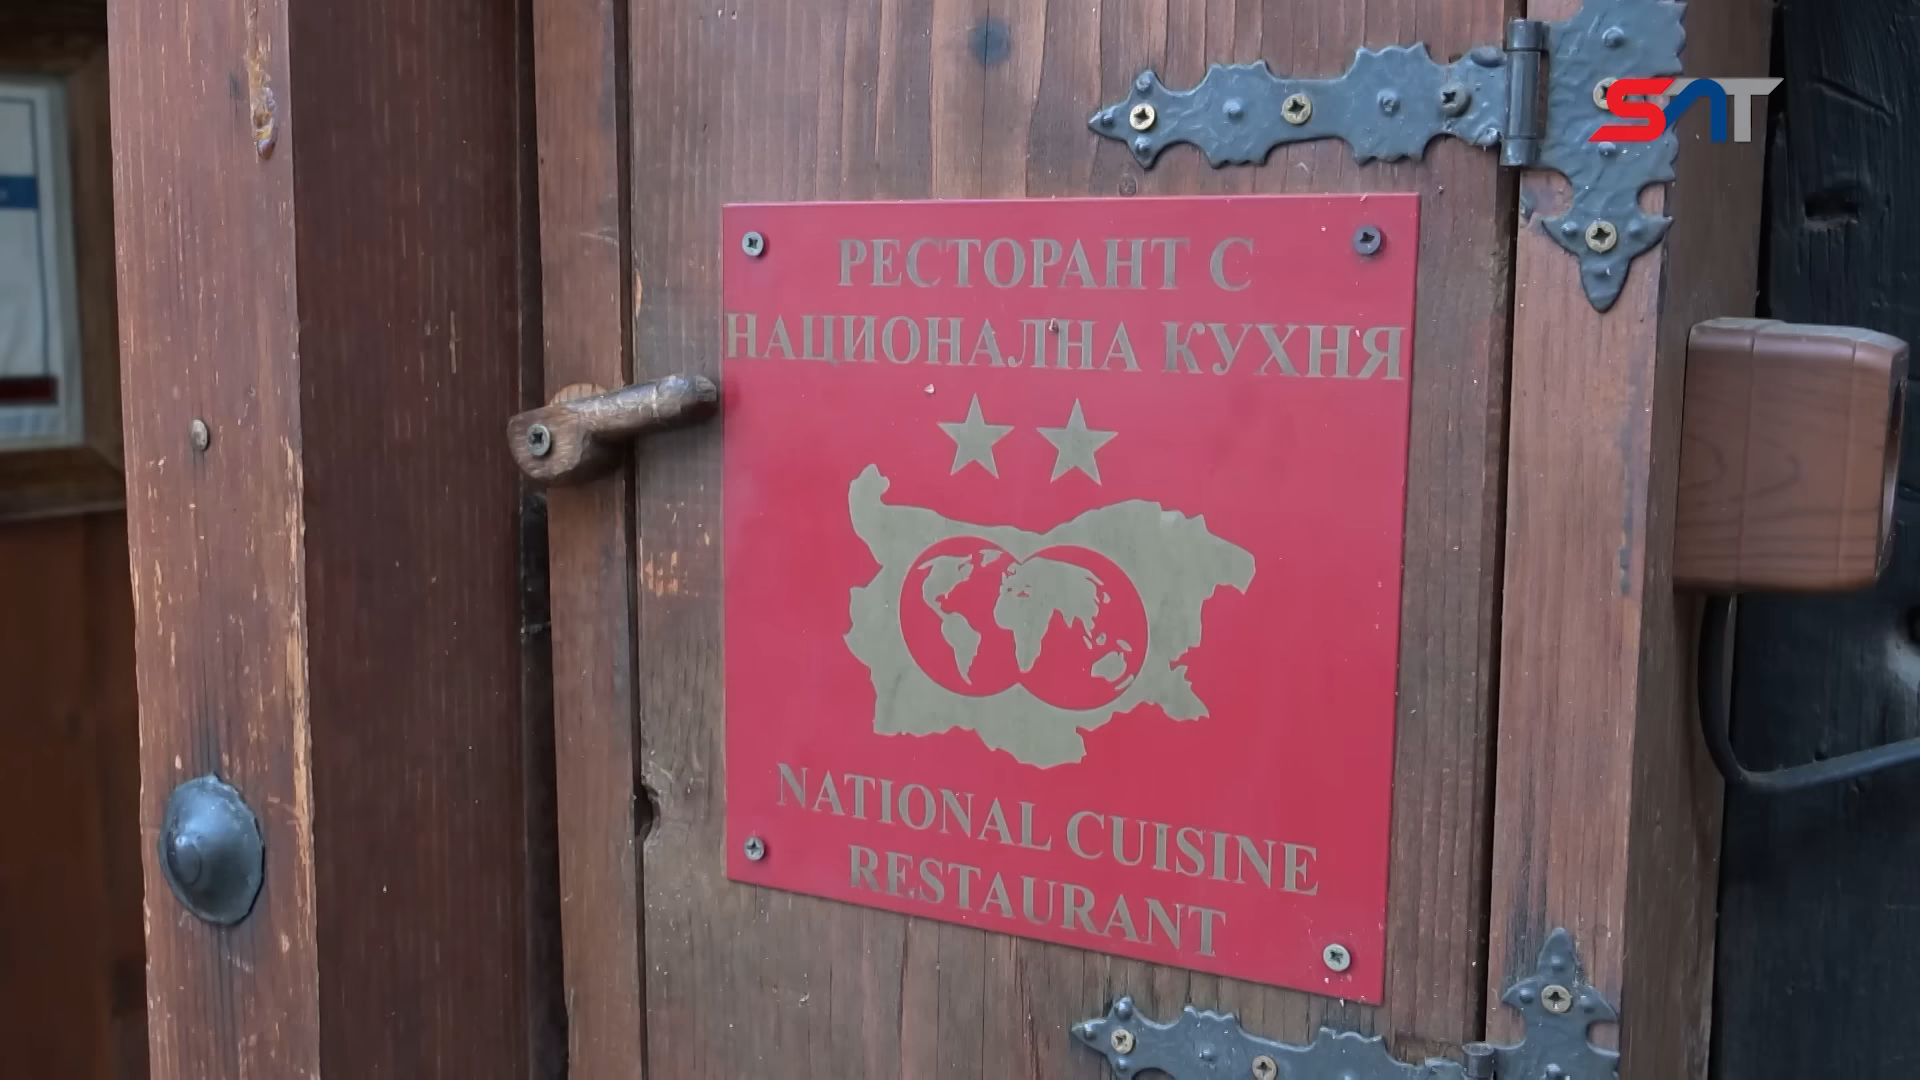 SAT
РЕСТОРАНТ С
НАЦИОНАЛНА КУХНЯ
NATIONAL CUISINE
RESTAURANT